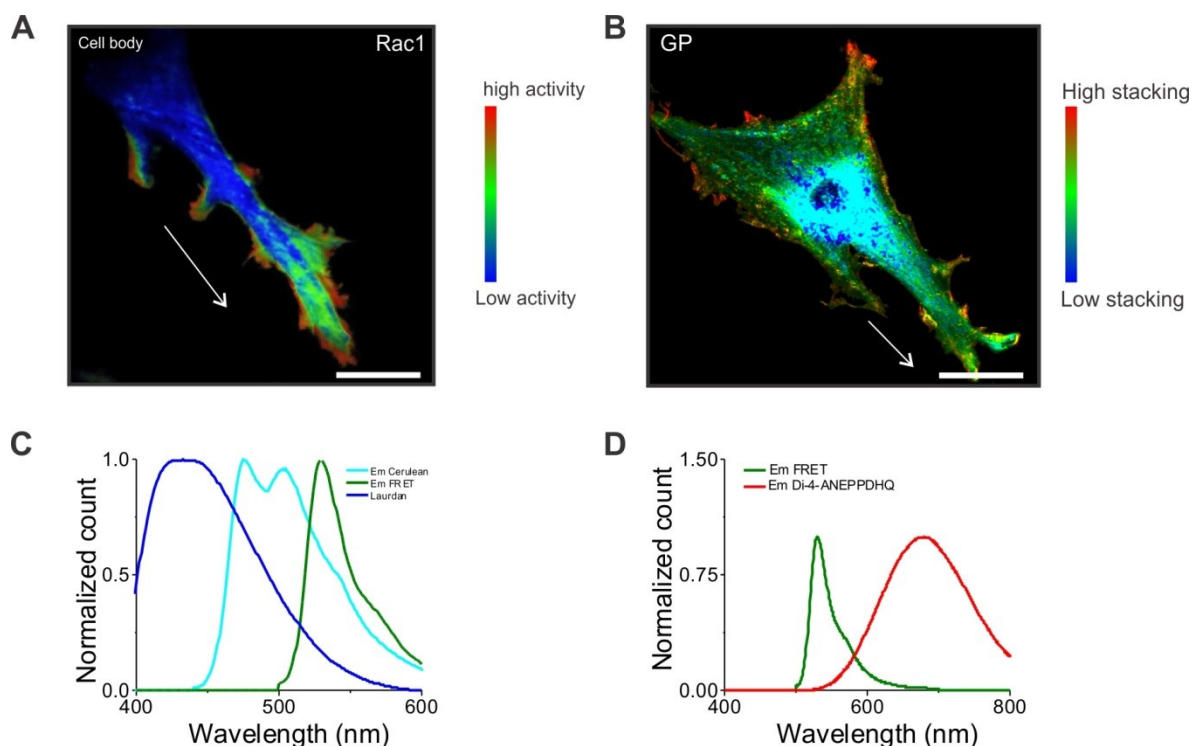 A
Cell body
Rac1
high activity
Low activity
B
GP
High stacking
Low stacking
C
Normalized count
1.0
0.5
0.0
400
500
600
Wavelength (nm)
Em Cerulean
Em FRET
Laurdan
D
Normalized count
1.50
0.75
0.00
400
600
800
Wavelength (nm)
Em FRET
Em Di-4-ANEPPDHQ